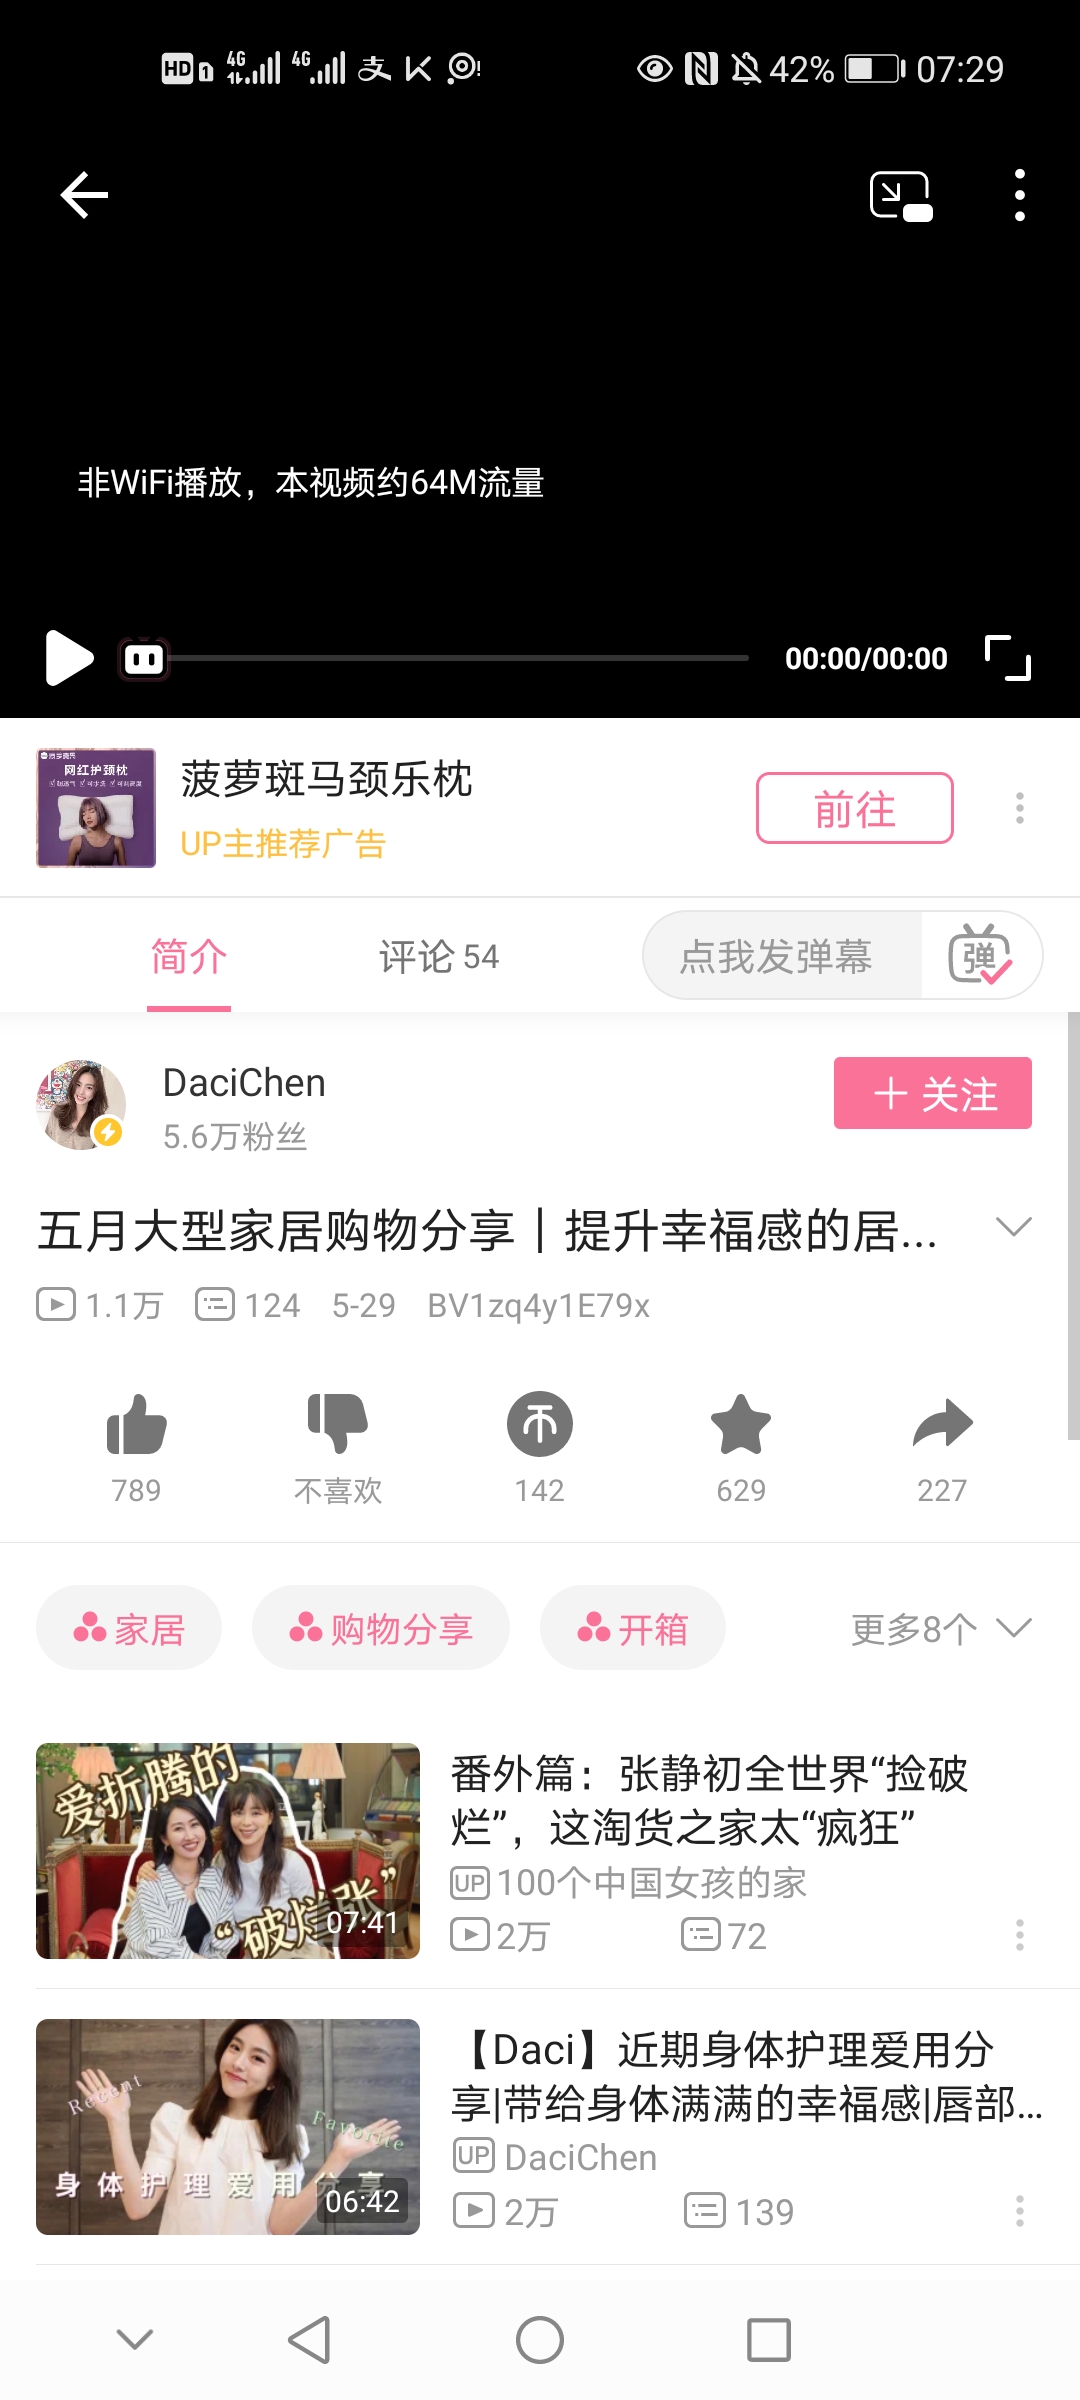 HD 1 4G 4G 支 42% 07:29
非WiFi播放，本视频约64M流量
00:00/00:00
网红护颈枕
菠萝斑马颈乐枕
UP主推荐广告
前往
简介
评论 54
点我发弹幕
弹
DaciChen
5.6万粉丝
＋ 关注
五月大型家居购物分享｜提升幸福感的居...
1.1万 124 5-29 BV1zq4y1E79x
789 不喜欢 142 629 227
家居 购物分享 开箱 更多8个
爱折腾的
“破烂张”
07:41
番外篇：张静初全世界“捡破
烂”，这淘货之家太“疯狂”
UP 100个中国女孩的家
2万 72
Recent
Favorite
身体护理爱用分享
06:42
【Daci】近期身体护理爱用分
享|带给身体满满的幸福感|唇部...
UP DaciChen
2万 139